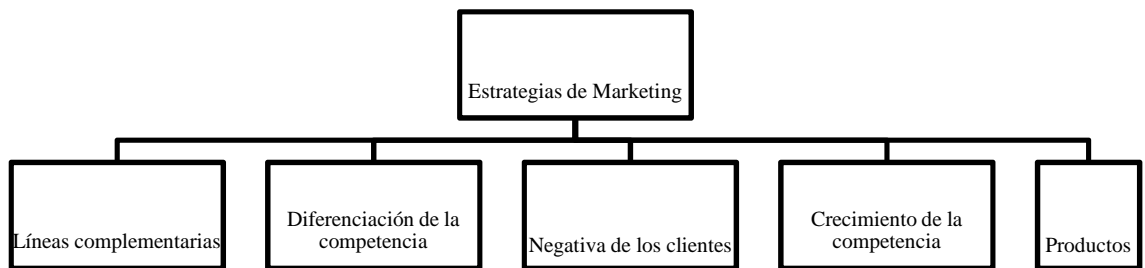 Estrategias de Marketing
Líneas complementarias
Diferenciación de la
competencia
Negativa de los clientes
Crecimiento de la
competencia
Productos